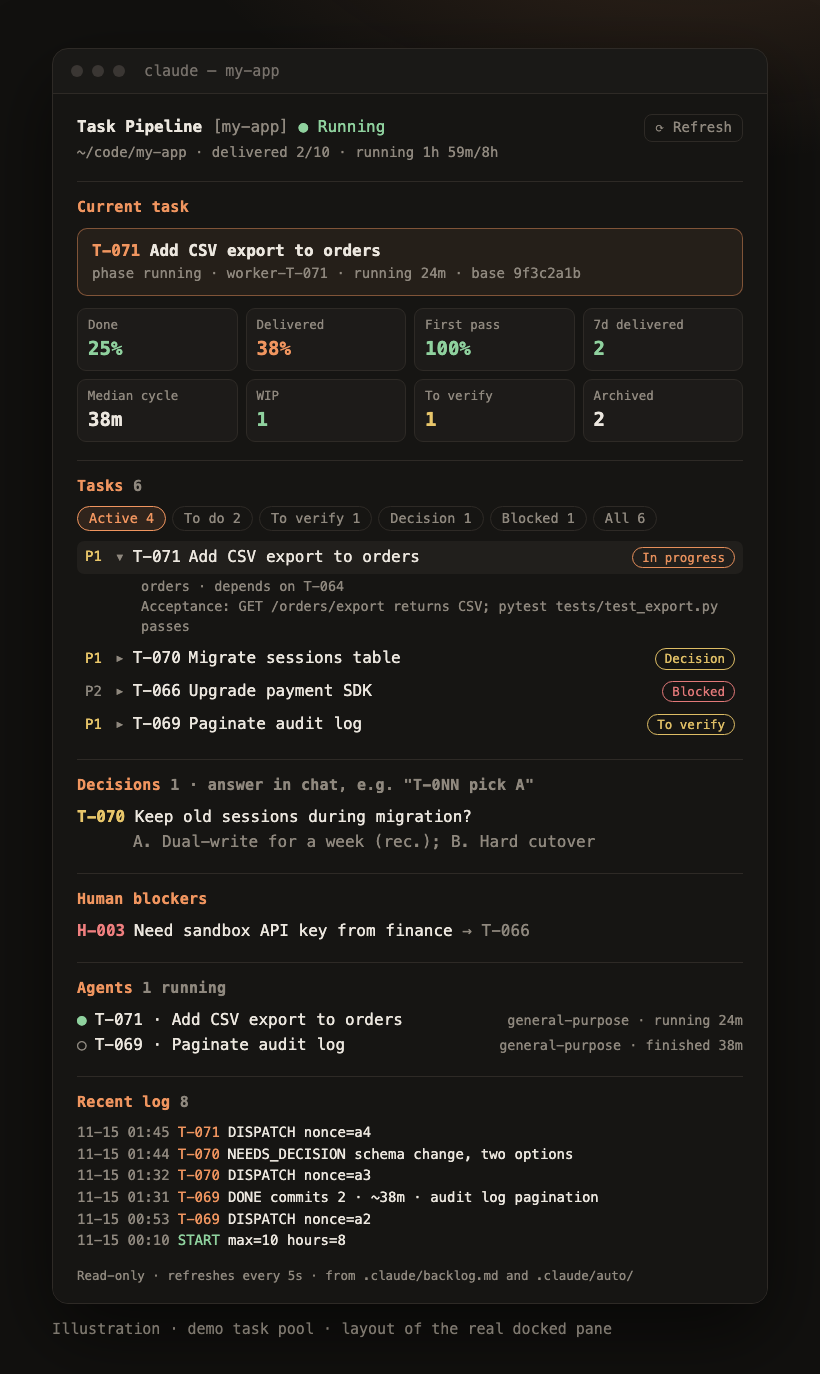 claude — my-app
Task Pipeline [my-app] ● Running
⟳ Refresh
~/code/my-app · delivered 2/10 · running 1h 59m/8h
Current task
T-071 Add CSV export to orders
phase running · worker-T-071 · running 24m · base 9f3c2a1b
Done Delivered First pass 7d delivered
25% 38% 100% 2
Median cycle WIP To verify Archived
38m 1 1 2
Tasks 6
Active 4 To do 2 To verify 1 Decision 1 Blocked 1 All 6
P1 ▾ T-071 Add CSV export to orders In progress
orders · depends on T-064
Acceptance: GET /orders/export returns CSV; pytest tests/test_export.py
passes
P1 ▸ T-070 Migrate sessions table Decision
P2 ▸ T-066 Upgrade payment SDK Blocked
P1 ▸ T-069 Paginate audit log To verify
Decisions 1 · answer in chat, e.g. "T-0NN pick A"
T-070 Keep old sessions during migration?
A. Dual-write for a week (rec.); B. Hard cutover
Human blockers
H-003 Need sandbox API key from finance → T-066
Agents 1 running
● T-071 · Add CSV export to orders general-purpose · running 24m
○ T-069 · Paginate audit log general-purpose · finished 38m
Recent log 8
11-15 01:45 T-071 DISPATCH nonce=a4
11-15 01:44 T-070 NEEDS_DECISION schema change, two options
11-15 01:32 T-070 DISPATCH nonce=a3
11-15 01:31 T-069 DONE commits 2 · ~38m · audit log pagination
11-15 00:53 T-069 DISPATCH nonce=a2
11-15 00:10 START max=10 hours=8
Read-only · refreshes every 5s · from .claude/backlog.md and .claude/auto/
Illustration · demo task pool · layout of the real docked pane